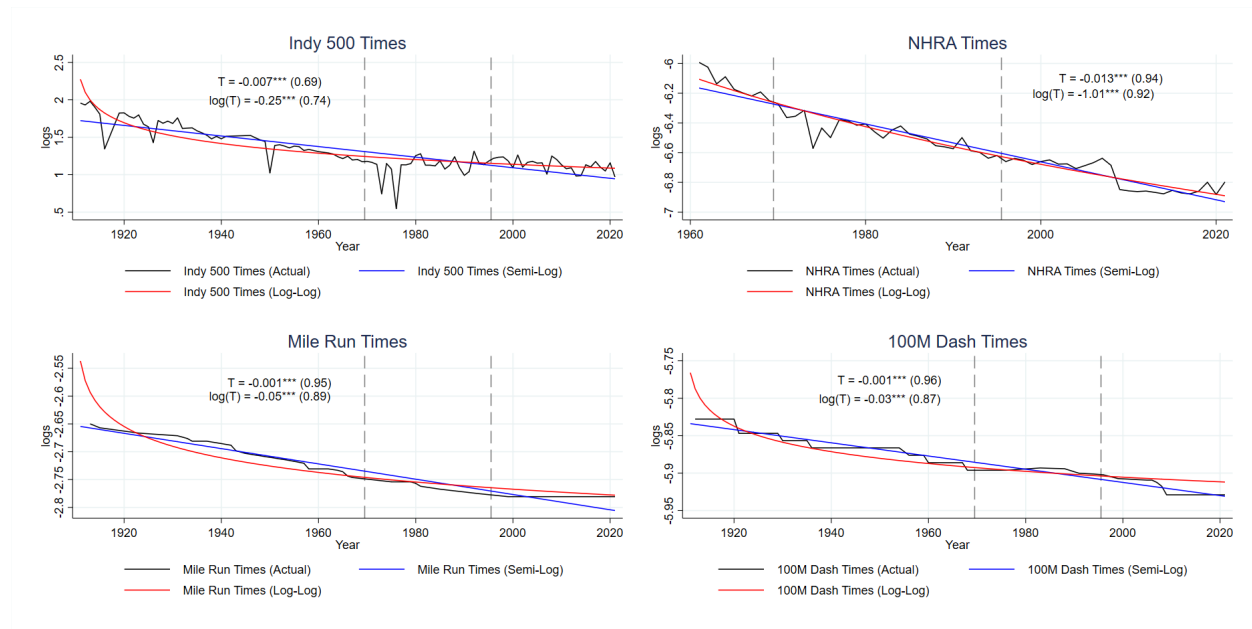 Indy 500 Times
2.5
2
1.5
1
.5
logs
T = -0.007*** (0.69)
log(T) = -0.25*** (0.74)
1920 1940 1960 1980 2000 2020
Year
Indy 500 Times (Actual) Indy 500 Times (Semi-Log)
Indy 500 Times (Log-Log)
NHRA Times
-6
-6.2
-6.4
-6.6
-6.8
-7
logs
T = -0.013*** (0.94)
log(T) = -1.01*** (0.92)
1960 1980 2000 2020
Year
NHRA Times (Actual) NHRA Times (Semi-Log)
NHRA Times (Log-Log)
Mile Run Times
-2.55
-2.6
-2.65
-2.7
-2.75
-2.8
logs
T = -0.001*** (0.95)
log(T) = -0.05*** (0.89)
1920 1940 1960 1980 2000 2020
Year
Mile Run Times (Actual) Mile Run Times (Semi-Log)
Mile Run Times (Log-Log)
100M Dash Times
-5.75
-5.8
-5.85
-5.9
-5.95
logs
T = -0.001*** (0.96)
log(T) = -0.03*** (0.87)
1920 1940 1960 1980 2000 2020
Year
100M Dash Times (Actual) 100M Dash Times (Semi-Log)
100M Dash Times (Log-Log)